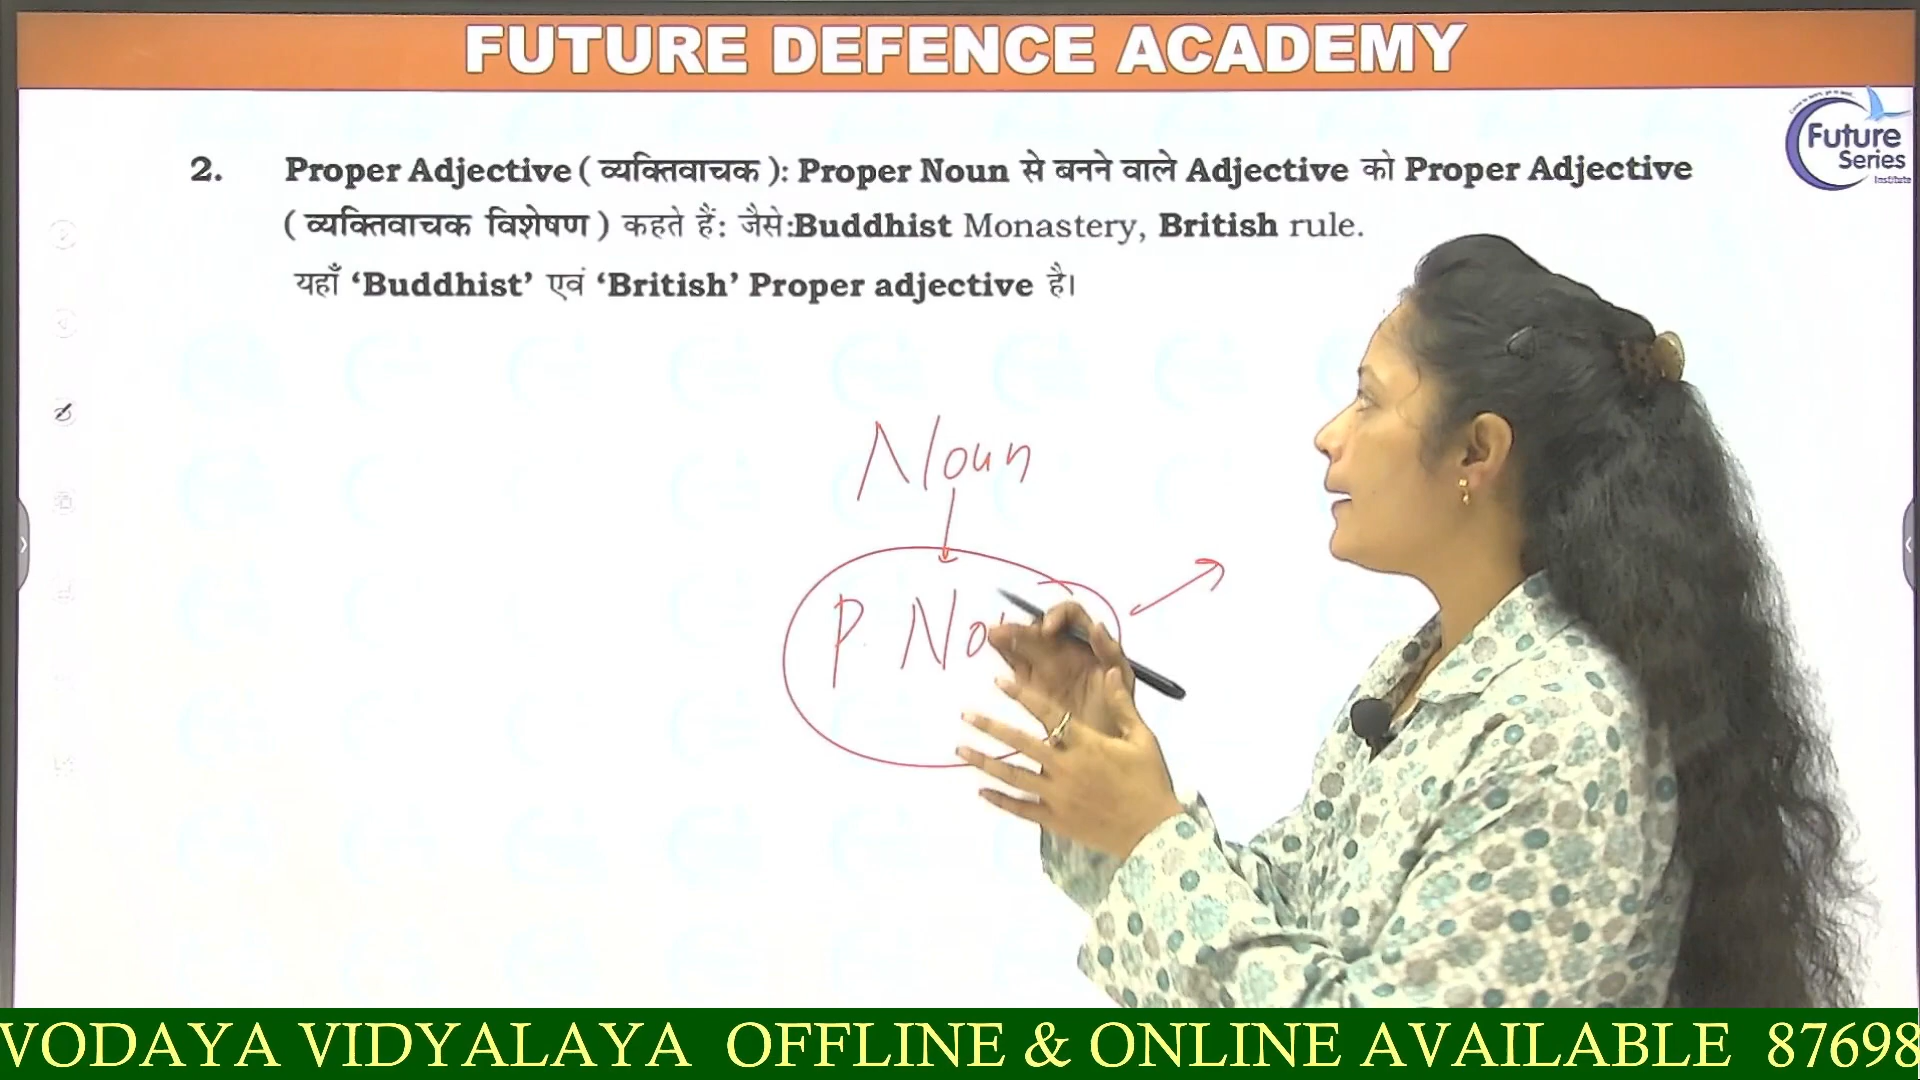 FUTURE DEFENCE ACADEMY
Future
Series
Institute
2. Proper Adjective ( व्यक्तिवाचक ): Proper Noun से बनने वाले Adjective को Proper Adjective
( व्यक्तिवाचक विशेषण ) कहते हैं: जैसे:Buddhist Monastery, British rule.
यहाँ ‘Buddhist’ एवं ‘British’ Proper adjective है।
Noun
P. No
VODAYA VIDYALAYA OFFLINE & ONLINE AVAILABLE 87698